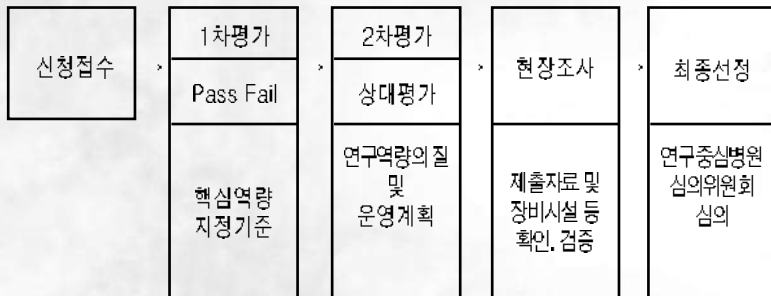 신청접수
1차평가
Pass Fail
핵심역량
지정기준
2차평가
상대평가
연구역량의 질
및
운영계획
현장조사
제출자료 및
장비시설 등
확인. 검증
최종선정
연구중심병원
심의위원회
심의